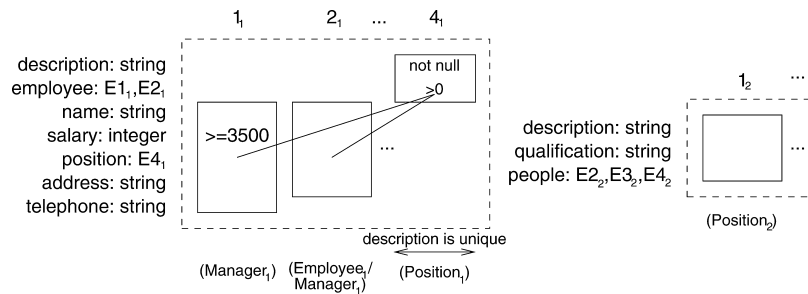 1₁ 2₁ ... 4₁
description: string
employee: E1₁,E2₁
name: string
salary: integer
position: E4₁
address: string
telephone: string
not null
>0
>=3500
...
description is unique
(Manager₁)
(Employee₁/
Manager₁)
(Position₁)
1₂ ...
description: string
qualification: string
people: E2₂,E3₂,E4₂
...
(Position₂)